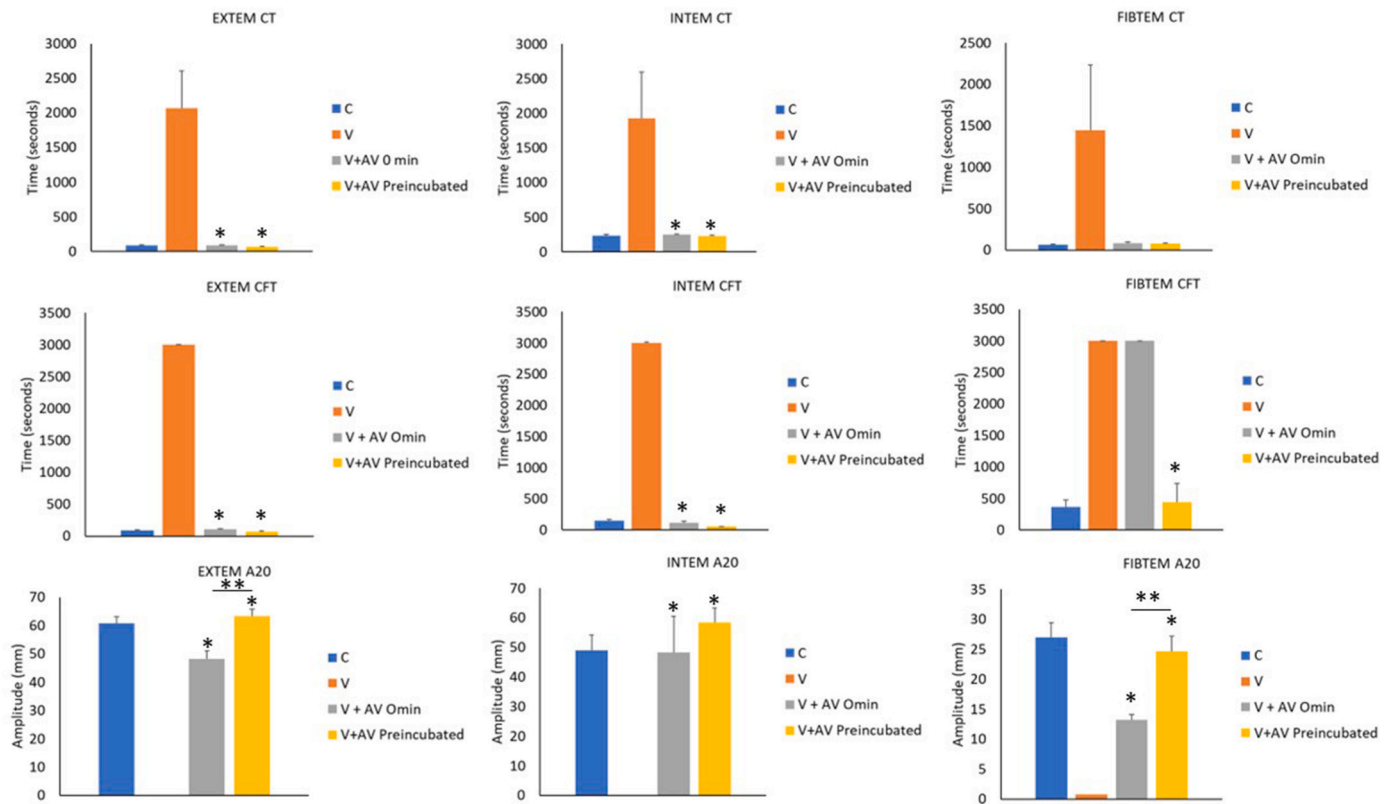 EXTEM CT
3000
2500
2000
1500
1000
500
0
Time (seconds)
* *
C
V
V+AV 0 min
V+AV Preincubated
INTEM CT
3000
2500
2000
1500
1000
500
0
Time (seconds)
* *
C
V
V + AV Omin
V+AV Preincubated
FIBTEM CT
2500
2000
1500
1000
500
0
Time (seconds)
C
V
V + AV Omin
V+AV Preincubated
EXTEM CFT
3500
3000
2500
2000
1500
1000
500
0
Time (seconds)
* *
C
V
V + AV Omin
V+AV Preincubated
INTEM CFT
3500
3000
2500
2000
1500
1000
500
0
Time (seconds)
* *
C
V
V + AV Omin
V+AV Preincubated
FIBTEM CFT
3500
3000
2500
2000
1500
1000
500
0
Time (seconds)
*
C
V
V + AV Omin
V+AV Preincubated
EXTEM A20
70
60
50
40
30
20
10
0
Amplitude (mm)
**
* *
C
V
V + AV Omin
V+AV Preincubated
INTEM A20
70
60
50
40
30
20
10
0
Amplitude (mm)
* *
C
V
V + AV Omin
V+AV Preincubated
FIBTEM A20
35
30
25
20
15
10
5
0
Amplitude (mm)
**
* *
C
V
V + AV Omin
V+AV Preincubated